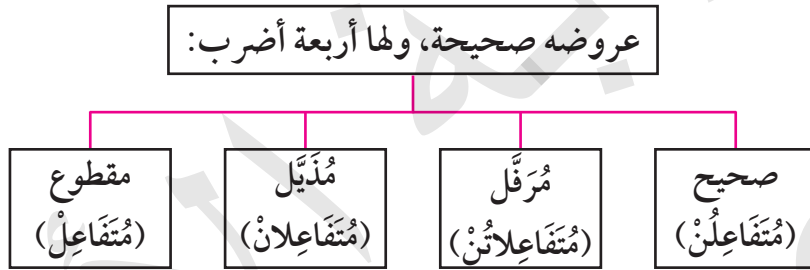 عروضه صحيحة، ولها أربعة أضرب:
صحيح
(مُتَفَاعِلُنْ)
مُرَفَّل
(مُتَفَاعِلاتُنْ)
مُذَيَّل
(مُتَفَاعِلانْ)
مقطوع
(مُتَفَاعِلْ)